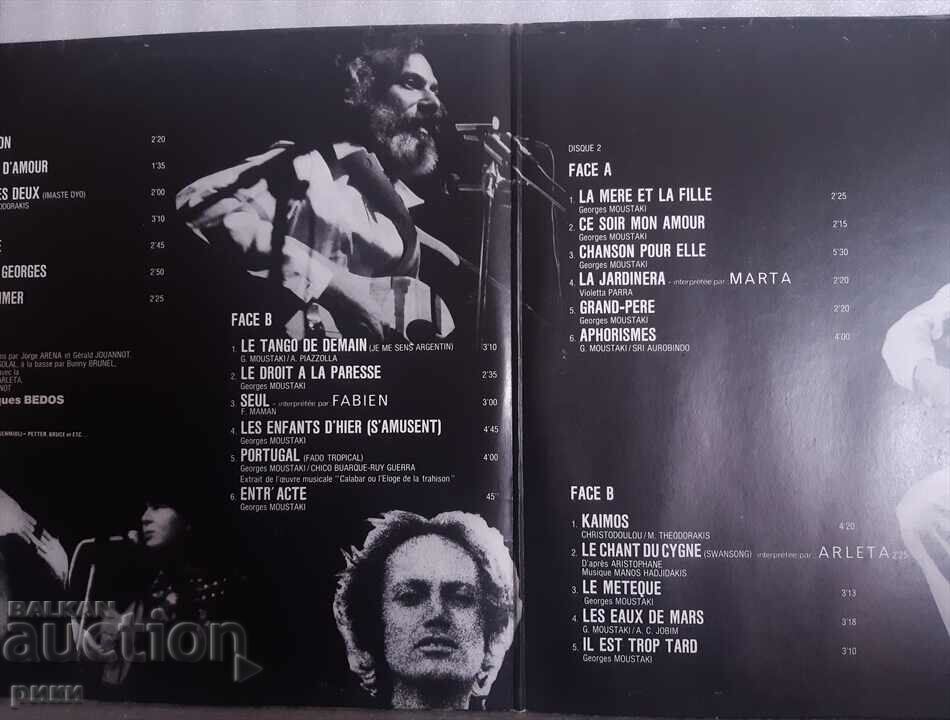 ON 2'20
D'AMOUR 1'35
ES DEUX (IMASTE DYO) 2'00
ODORAKIS
3'10
E 2'45
GEORGES 2'50
IMER 2'25
ns par Jorge ARENA et Gérald JOUANNOT.
SOLAL, à la basse par Bunny BRUNEL,
avec la
ARLETA,
NOT
ques BEDOS
PETTER, BRUCE et ETC...
FACE B
1. LE TANGO DE DEMAIN (JE ME SENS ARGENTIN) 3'10
G. MOUSTAKI/A. PIAZZOLLA
2. LE DROIT A LA PARESSE 2'35
Georges MOUSTAKI
3. SEUL - interprétée par FABIEN 3'00
F. MAMAN
4. LES ENFANTS D'HIER (S'AMUSENT) 4'45
Georges MOUSTAKI
5. PORTUGAL (FADO TROPICAL) 4'00
Georges MOUSTAKI/CHICO BUARQUE-RUY GUERRA
Extrait de l'œuvre musicale "Calabar ou l'Eloge de la trahison"
6. ENTR'ACTE 45"
Georges MOUSTAKI
DISQUE 2
FACE A
1. LA MERE ET LA FILLE 2'25
Georges MOUSTAKI
2. CE SOIR MON AMOUR 2'15
Georges MOUSTAKI
3. CHANSON POUR ELLE 5'30
Georges MOUSTAKI
4. LA JARDINERA - interprétée par MARTA 2'20
Violetta PARRA
5. GRAND-PERE 2'20
Georges MOUSTAKI
6. APHORISMES 4'00
G. MOUSTAKI/SRI AUROBINDO
FACE B
1. KAIMOS 4'20
CHRISTODOULOU/M. THEODORAKIS
2. LE CHANT DU CYGNE (SWANSONG) interprétée par ARLETA 2'25
D'après ARISTOPHANE
Musique MANOS HADJIDAKIS
3. LE METEQUE 3'13
Georges MOUSTAKI
4. LES EAUX DE MARS 3'18
G. MOUSTAKI/A. C. JOBIM
5. IL EST TROP TARD 3'10
Georges MOUSTAKI
BALKAN
auction
рики